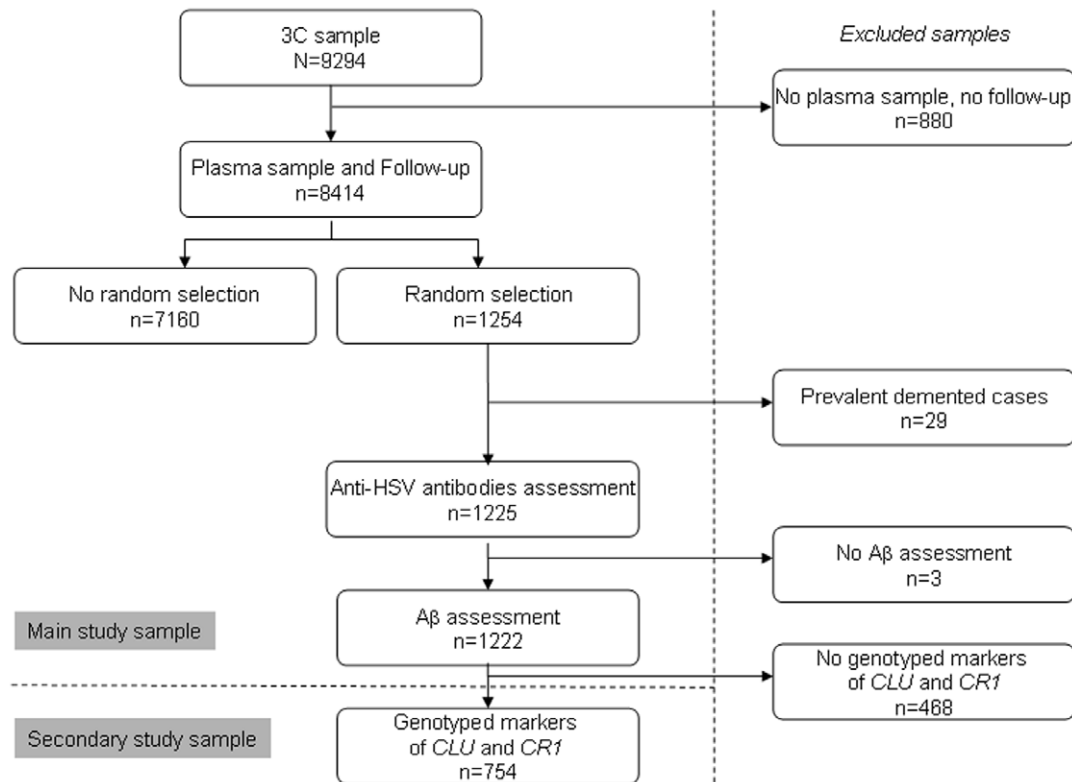 3C sample
N=9294
Excluded samples
No plasma sample, no follow-up
n=880
Plasma sample and Follow-up
n=8414
No random selection
n=7160
Random selection
n=1254
Prevalent demented cases
n=29
Anti-HSV antibodies assessment
n=1225
No Aβ assessment
n=3
Aβ assessment
n=1222
Main study sample
No genotyped markers
of CLU and CR1
n=468
Genotyped markers
of CLU and CR1
n=754
Secondary study sample